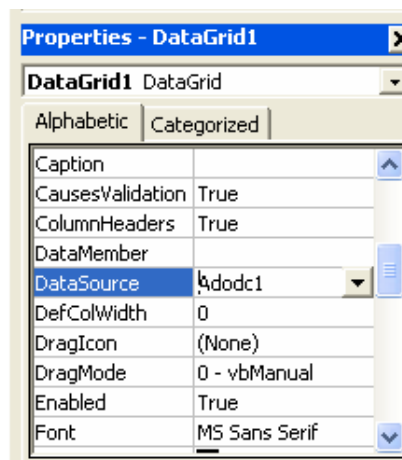 Properties - DataGrid1
DataGrid1 DataGrid
Alphabetic Categorized
Caption
CausesValidation True
ColumnHeaders True
DataMember
DataSource Adodc1
DefColWidth 0
DragIcon (None)
DragMode 0 - vbManual
Enabled True
Font MS Sans Serif